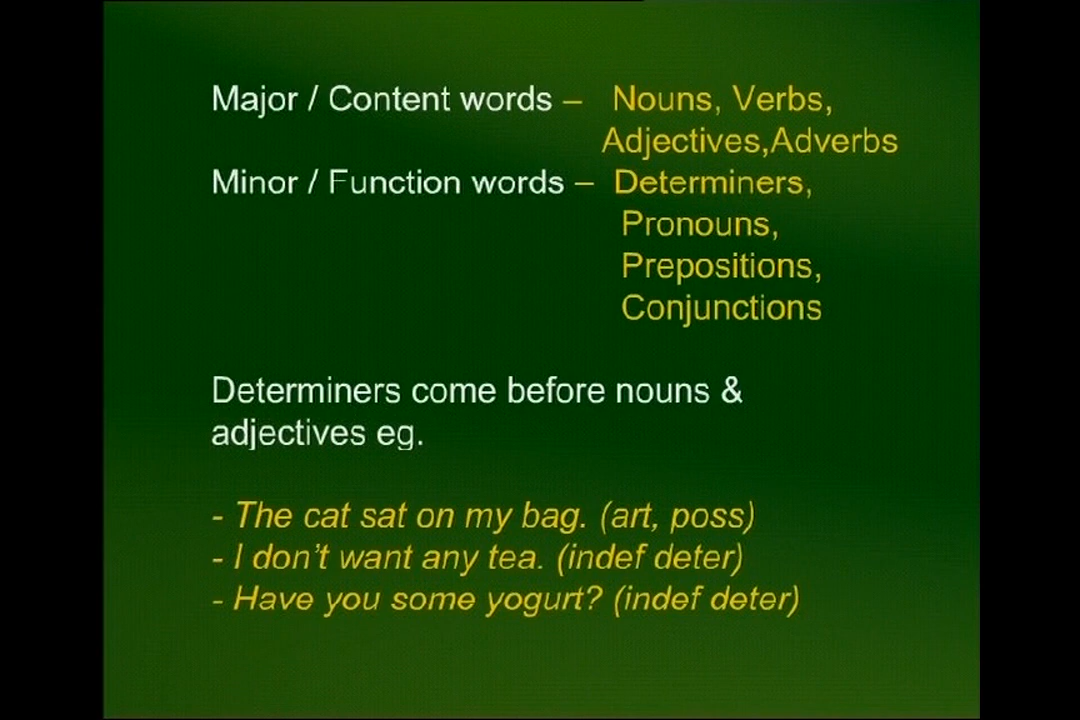 Major / Content words – Nouns, Verbs,
Adjectives,Adverbs
Minor / Function words – Determiners,
Pronouns,
Prepositions,
Conjunctions
Determiners come before nouns &
adjectives eg.
- The cat sat on my bag. (art, poss)
- I don't want any tea. (indef deter)
- Have you some yogurt? (indef deter)